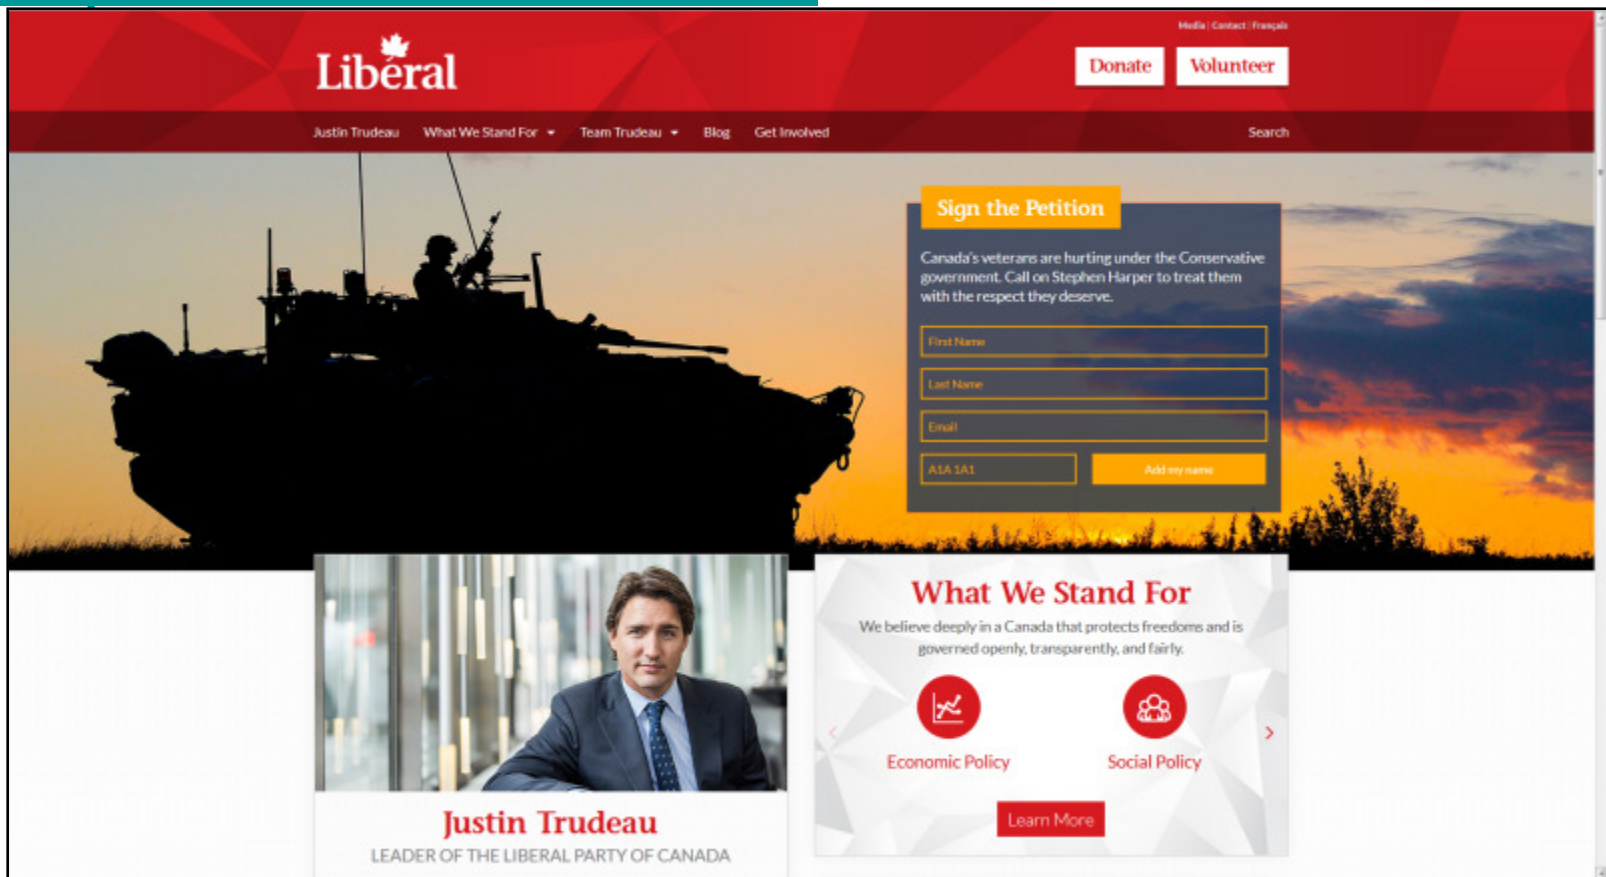 Media | Contact | Français
Liberal
Donate
Volunteer
Justin Trudeau
What We Stand For
Team Trudeau
Blog
Get Involved
Search
Sign the Petition
Canada's veterans are hurting under the Conservative
government. Call on Stephen Harper to treat them
with the respect they deserve.
First Name
Last Name
Email
A1A 1A1
Add my name
What We Stand For
We believe deeply in a Canada that protects freedoms and is
governed openly, transparently, and fairly.
Economic Policy
Social Policy
Learn More
Justin Trudeau
LEADER OF THE LIBERAL PARTY OF CANADA